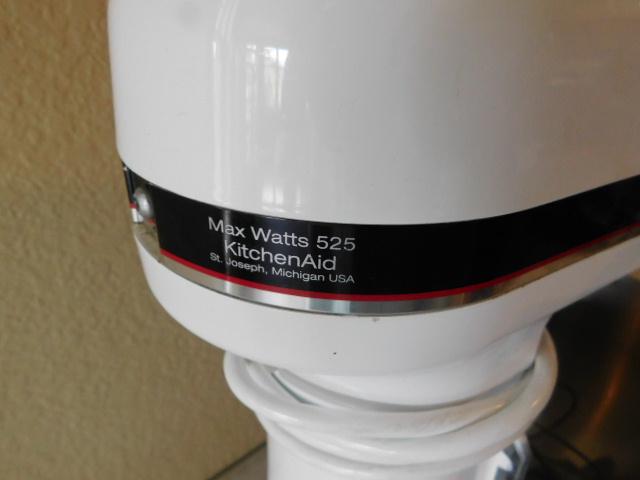 Max Watts 525
KitchenAid
St. Joseph, Michigan USA